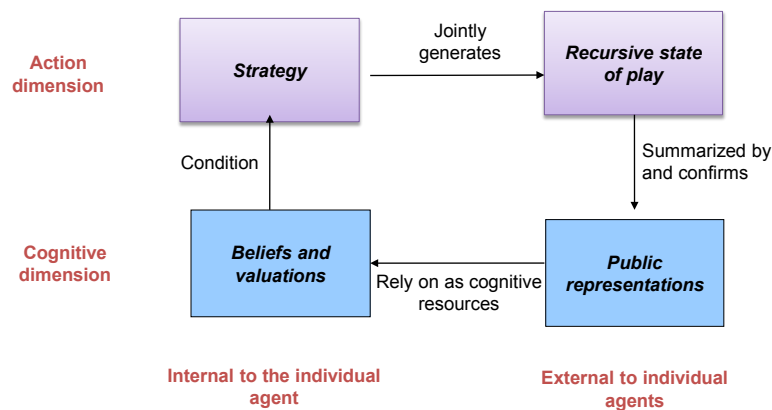 Action
dimension
Strategy
Jointly
generates
Recursive state
of play
Condition
Summarized by
and confirms
Cognitive
dimension
Beliefs and
valuations
Rely on as cognitive
resources
Public
representations
Internal to the individual
agent
External to individual
agents